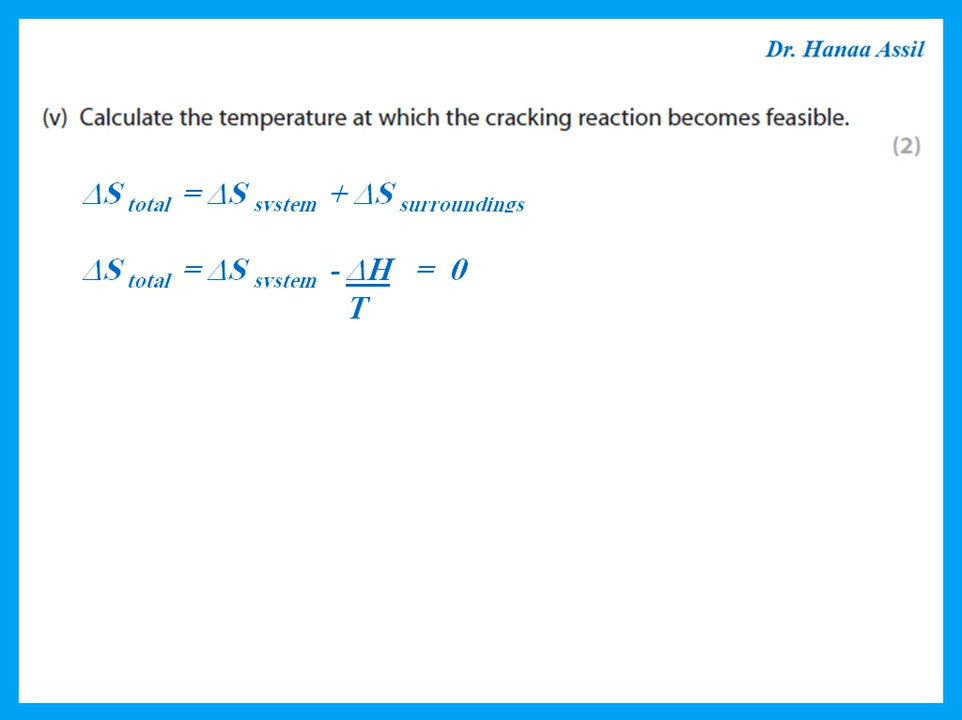 Dr. Hanaa Assil
(v) Calculate the temperature at which the cracking reaction becomes feasible.
(2)
ΔS total = ΔS system + ΔS surroundings
ΔS total = ΔS system - ΔH = 0
T